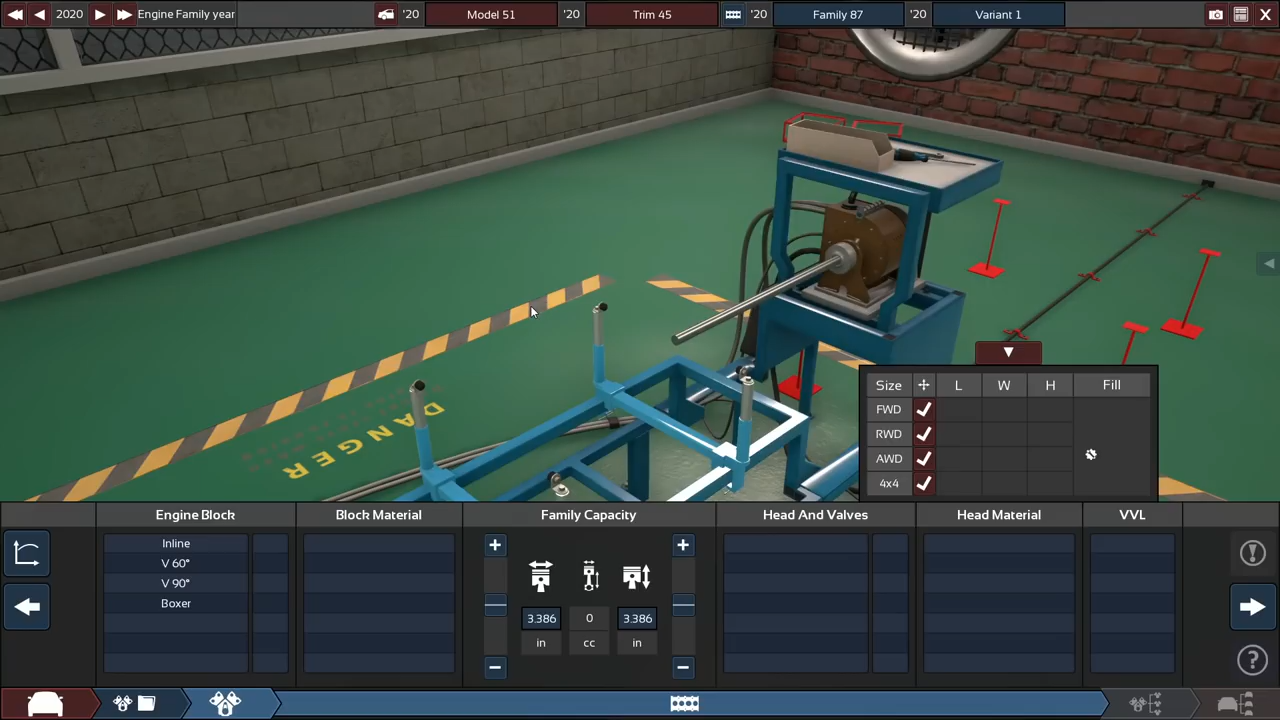 2020 Engine Family year '20 Model 51 '20 Trim 45 '20 Family 87 '20 Variant 1
DANGER
Size L W H Fill
FWD
RWD
AWD
4x4
Engine Block Block Material Family Capacity Head And Valves Head Material VVL
Inline
V 60°
V 90°
Boxer
3.386 0 3.386
in cc in